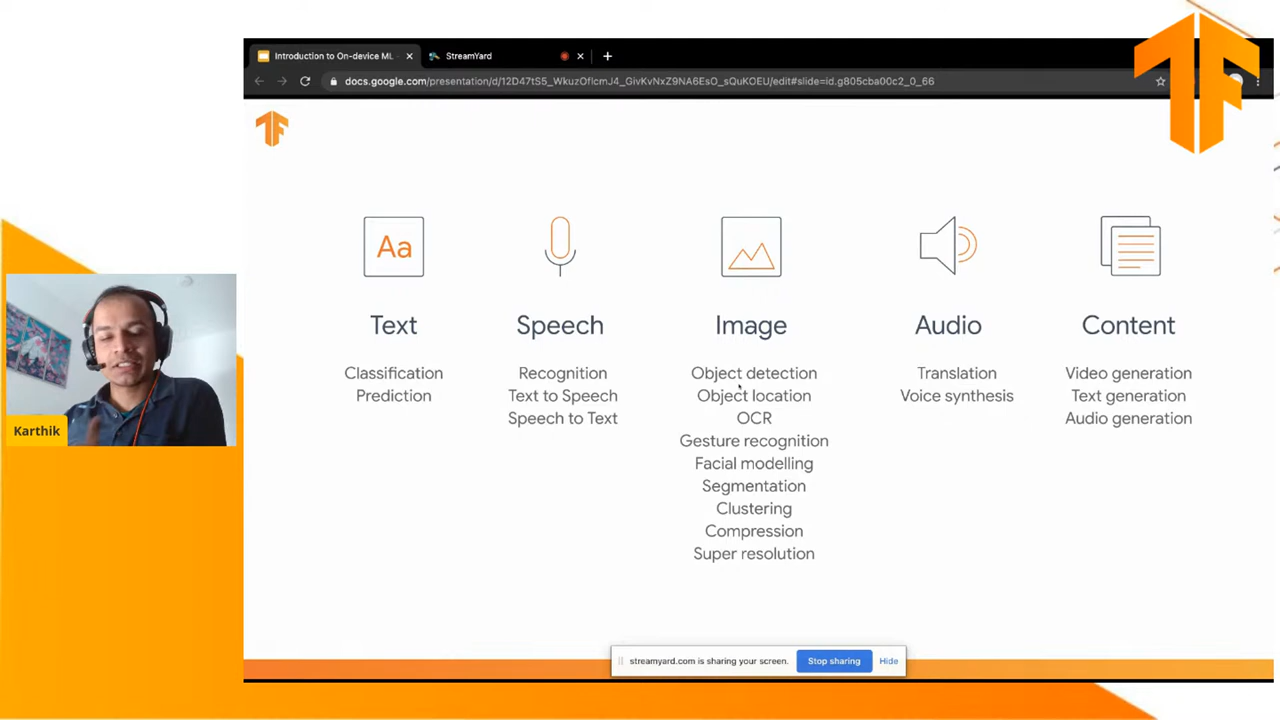 Introduction to On-device ML
StreamYard
docs.google.com/presentation/d/12D47tS5_WkuzOflcmJ4_GivKvNxZ9NA6EsO_sQuKOEU/edit#slide=id.g805cba00c2_0_66
Aa
Text
Classification
Prediction
Speech
Recognition
Text to Speech
Speech to Text
Image
Object detection
Object location
OCR
Gesture recognition
Facial modelling
Segmentation
Clustering
Compression
Super resolution
Audio
Translation
Voice synthesis
Content
Video generation
Text generation
Audio generation
Karthik
streamyard.com is sharing your screen.
Stop sharing
Hide